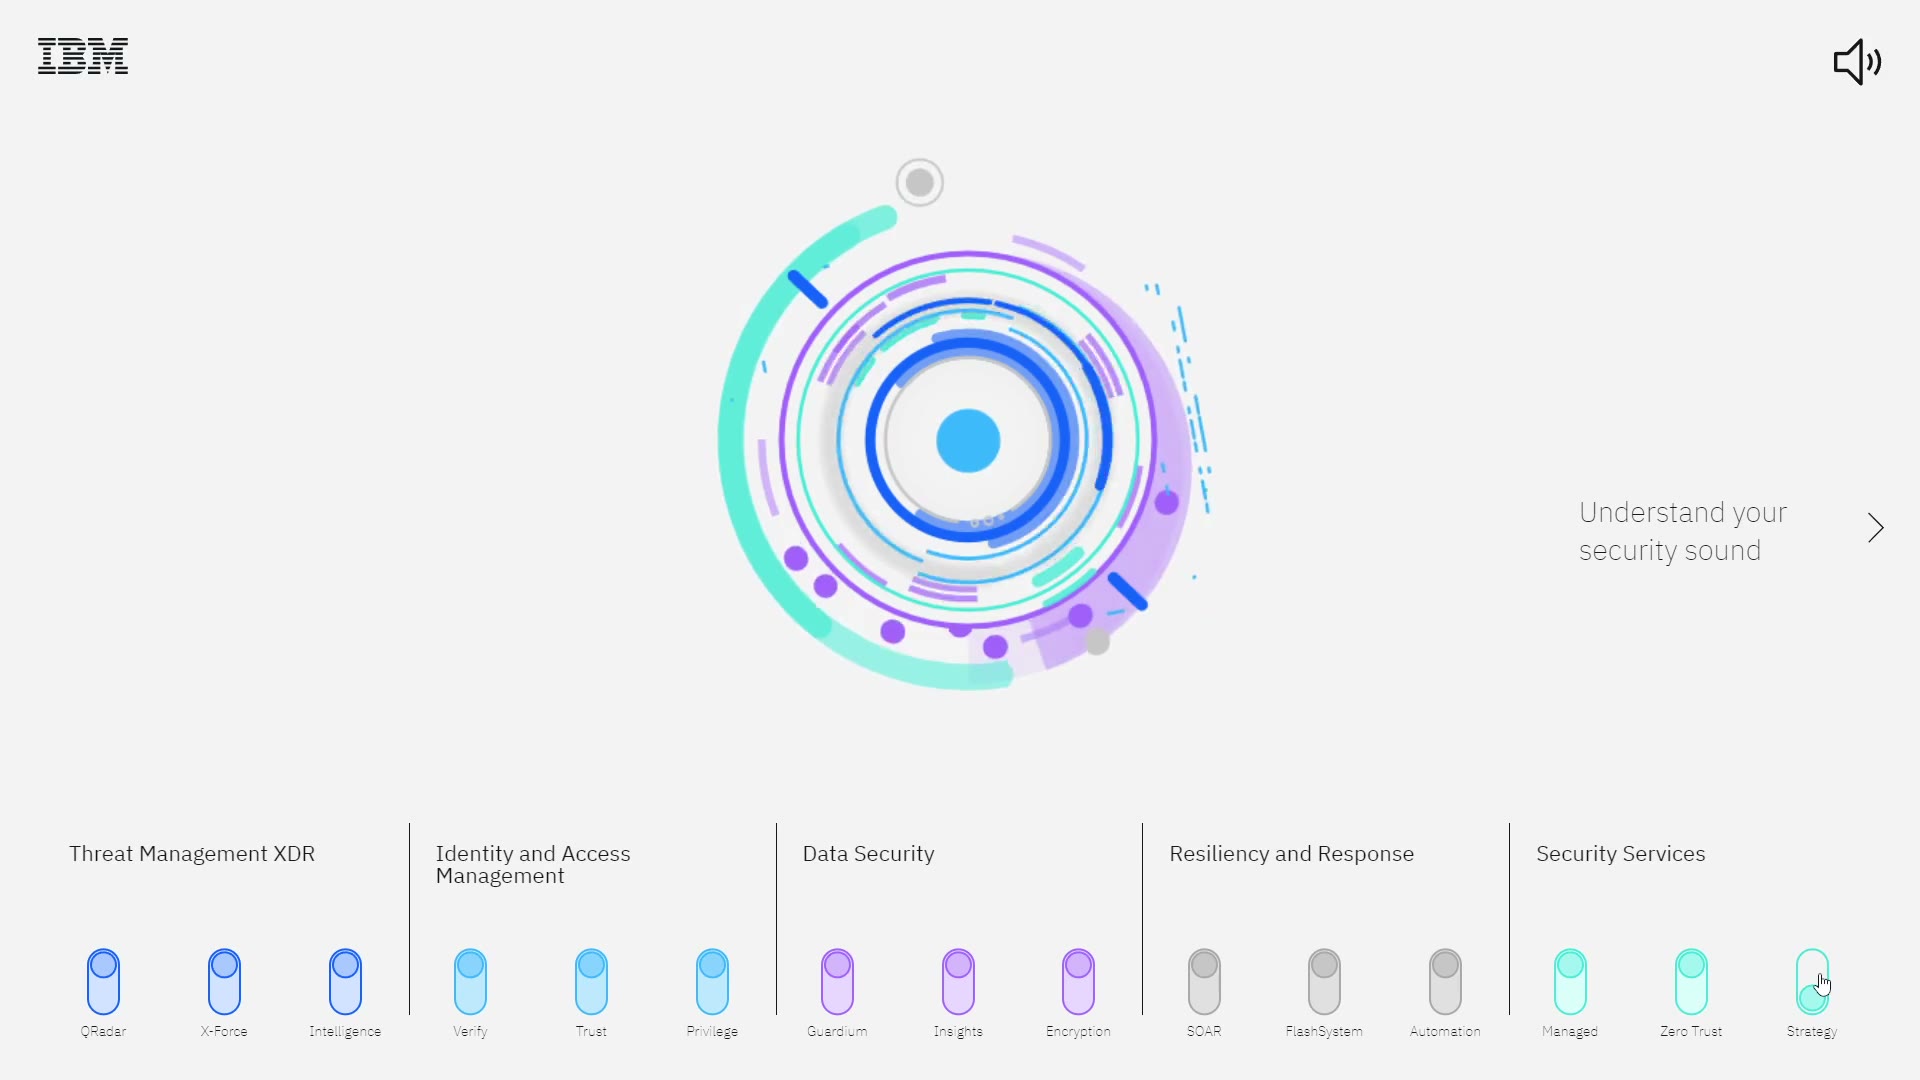 IBM
Understand your
security sound
Threat Management XDR
Identity and Access
Management
Data Security
Resiliency and Response
Security Services
QRadar
X-Force
Intelligence
Verify
Trust
Privilege
Guardium
Insights
Encryption
SOAR
FlashSystem
Automation
Managed
Zero Trust
Strategy